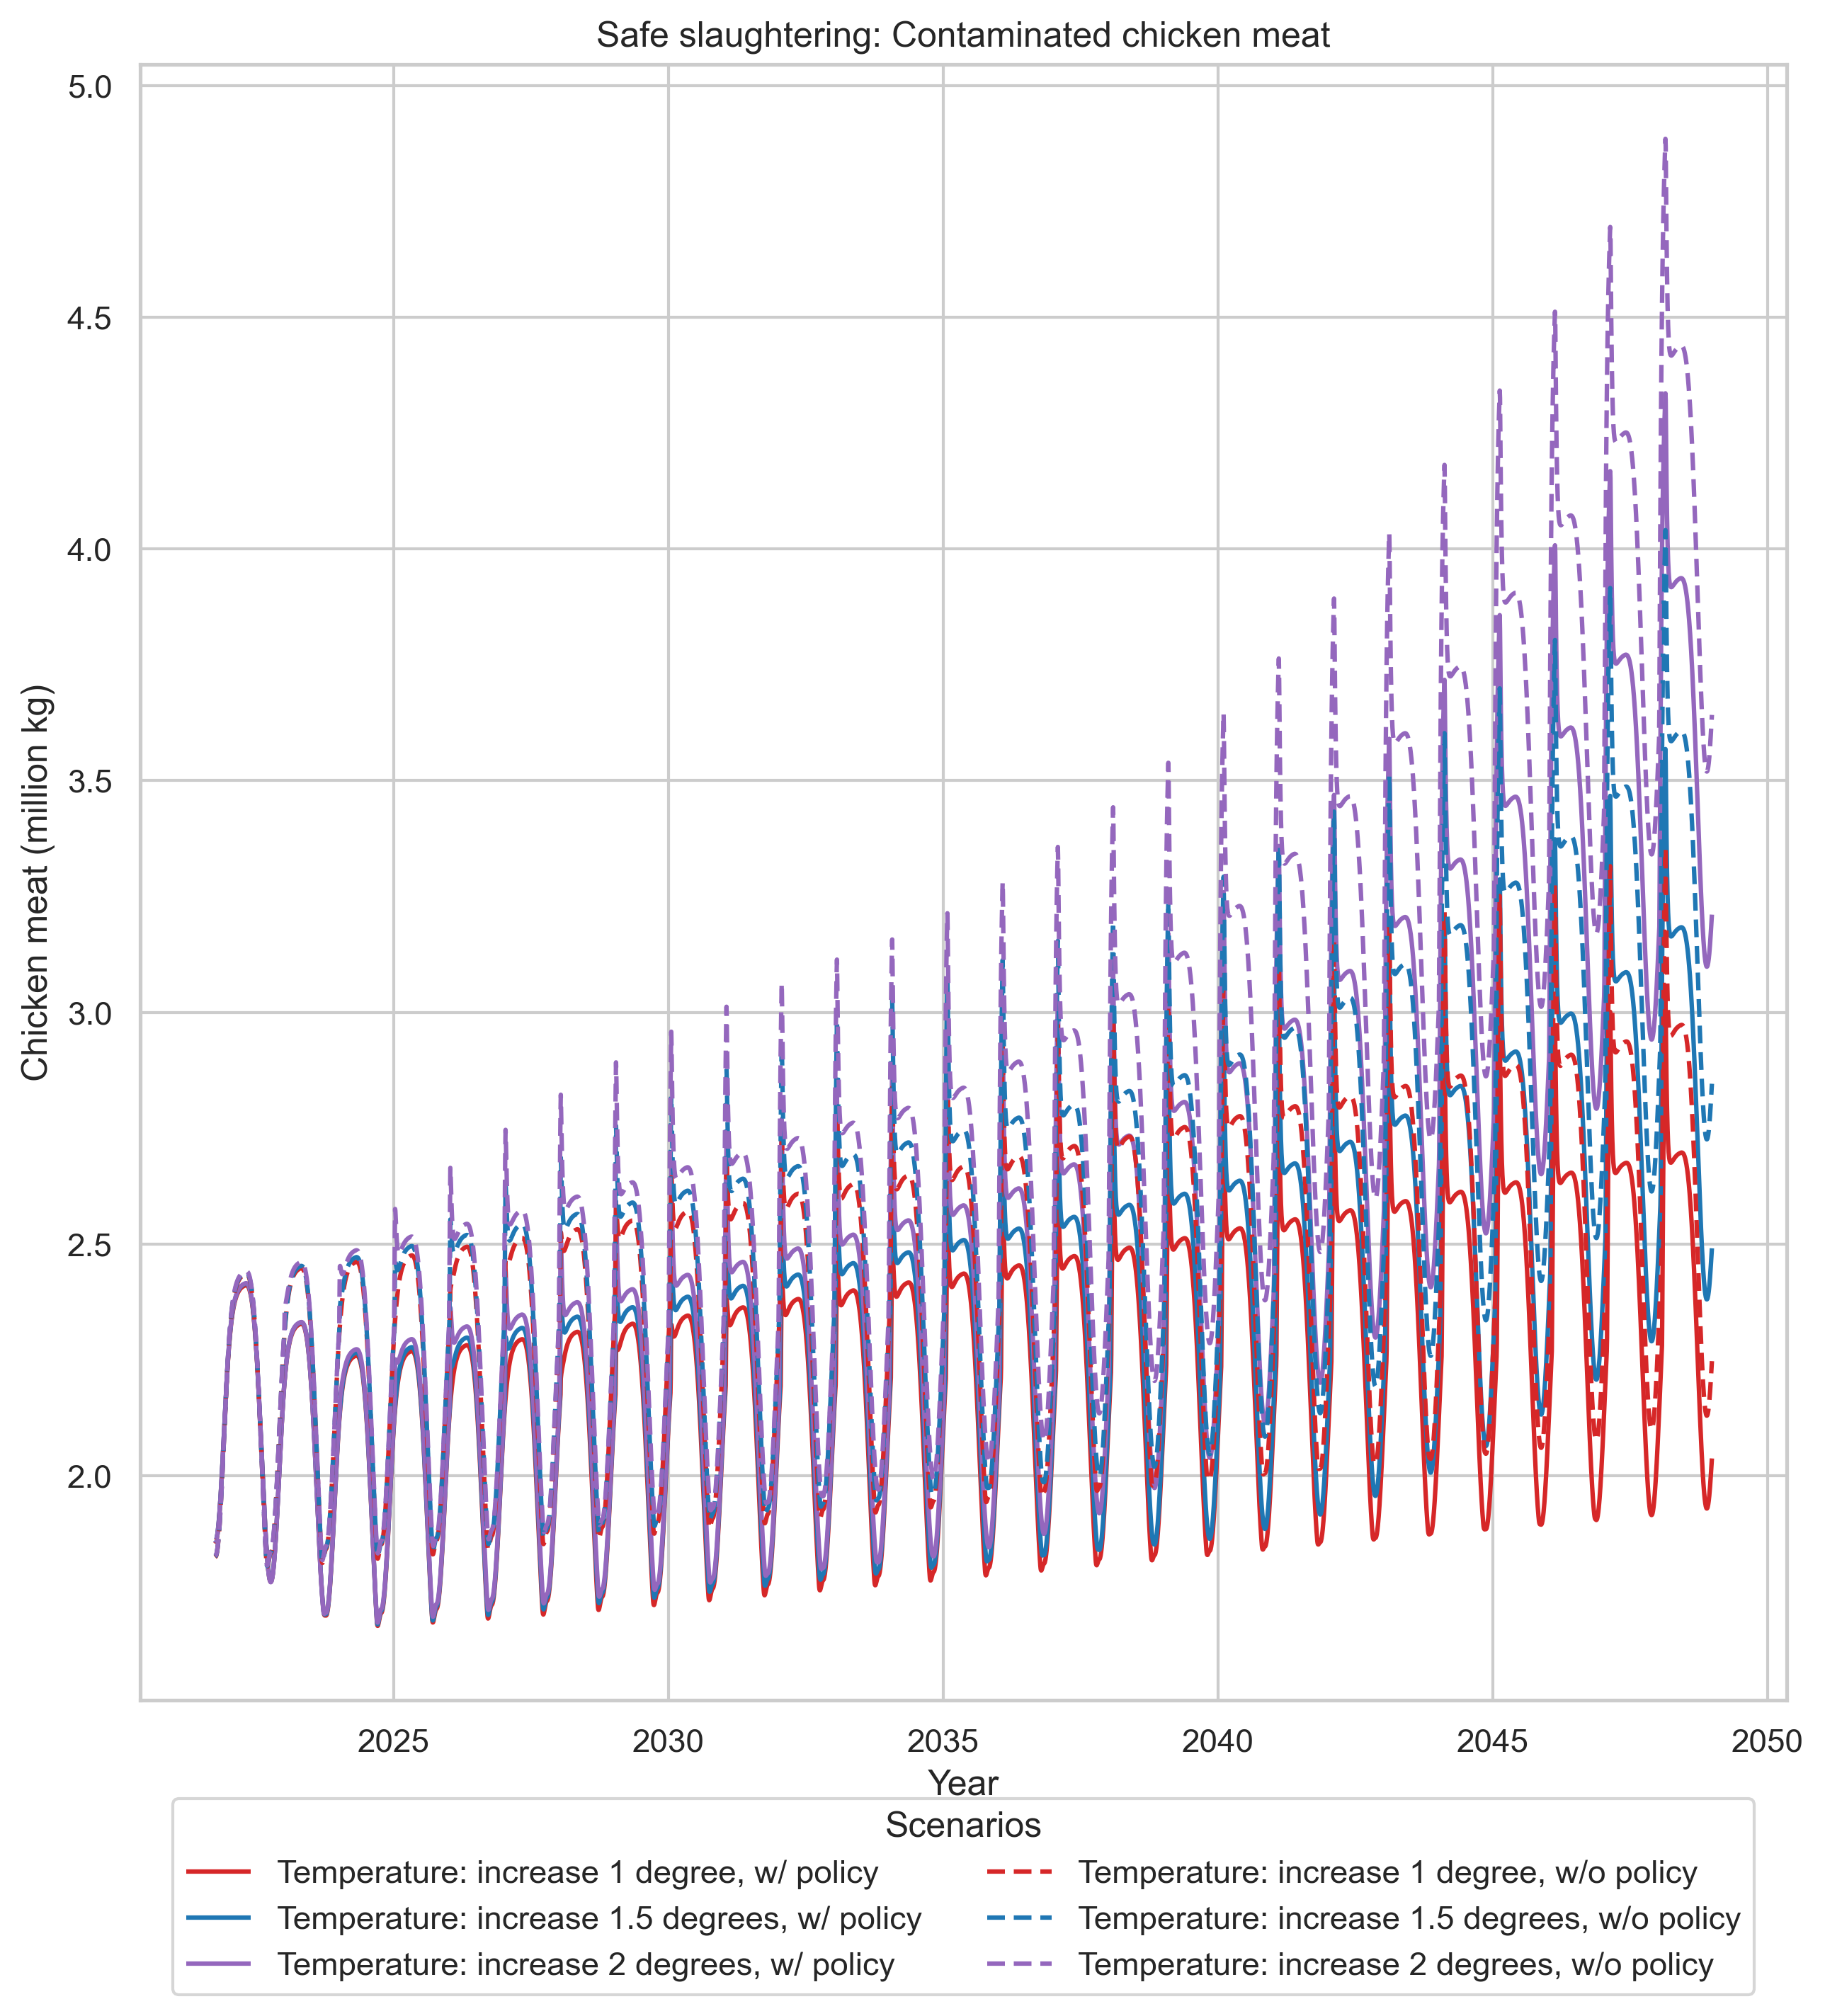 Safe slaughtering: Contaminated chicken meat
5.0
4.5
4.0
3.5
3.0
2.5
2.0
Chicken meat (million kg)
2025 2030 2035 2040 2045 2050
Year
Scenarios
Temperature: increase 1 degree, w/ policy
Temperature: increase 1.5 degrees, w/ policy
Temperature: increase 2 degrees, w/ policy
Temperature: increase 1 degree, w/o policy
Temperature: increase 1.5 degrees, w/o policy
Temperature: increase 2 degrees, w/o policy